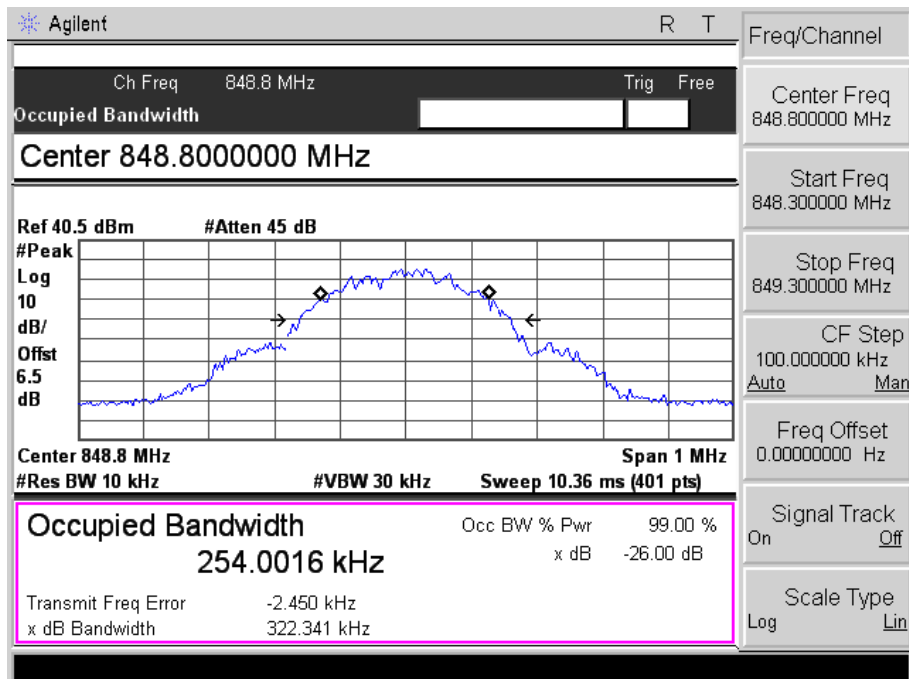 Agilent R T
Ch Freq 848.8 MHz Trig Free
Occupied Bandwidth
Center 848.8000000 MHz
Ref 40.5 dBm #Atten 45 dB
#Peak
Log
10
dB/
Offst
6.5
dB
Center 848.8 MHz Span 1 MHz
#Res BW 10 kHz #VBW 30 kHz Sweep 10.36 ms (401 pts)
Occupied Bandwidth
254.0016 kHz
Occ BW % Pwr 99.00 %
x dB -26.00 dB
Transmit Freq Error -2.450 kHz
x dB Bandwidth 322.341 kHz
Freq/Channel
Center Freq
848.800000 MHz
Start Freq
848.300000 MHz
Stop Freq
849.300000 MHz
CF Step
100.000000 kHz
Auto Man
Freq Offset
0.00000000 Hz
Signal Track
On Off
Scale Type
Log Lin